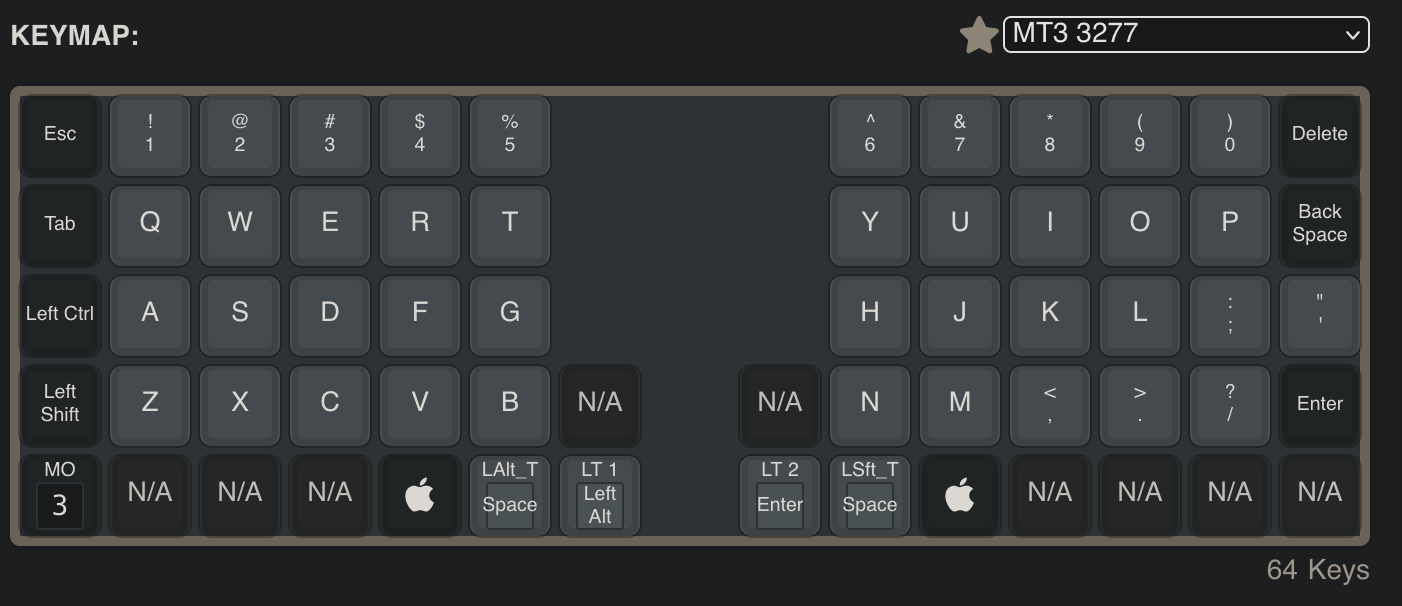 KEYMAP:
MT3 3277
Esc
!
1
@
2
#
3
$
4
%
5
^
6
&
7
*
8
(
9
)
0
Delete
Tab
Q
W
E
R
T
Y
U
I
O
P
Back
Space
Left Ctrl
A
S
D
F
G
H
J
K
L
:
;
"
'
Left
Shift
Z
X
C
V
B
N/A
N/A
N
M
<
,
>
.
?
/
Enter
MO
3
N/A
N/A
N/A
LAlt_T
Space
LT 1
Left
Alt
LT 2
Enter
LSft_T
Space
N/A
N/A
N/A
N/A
64 Keys